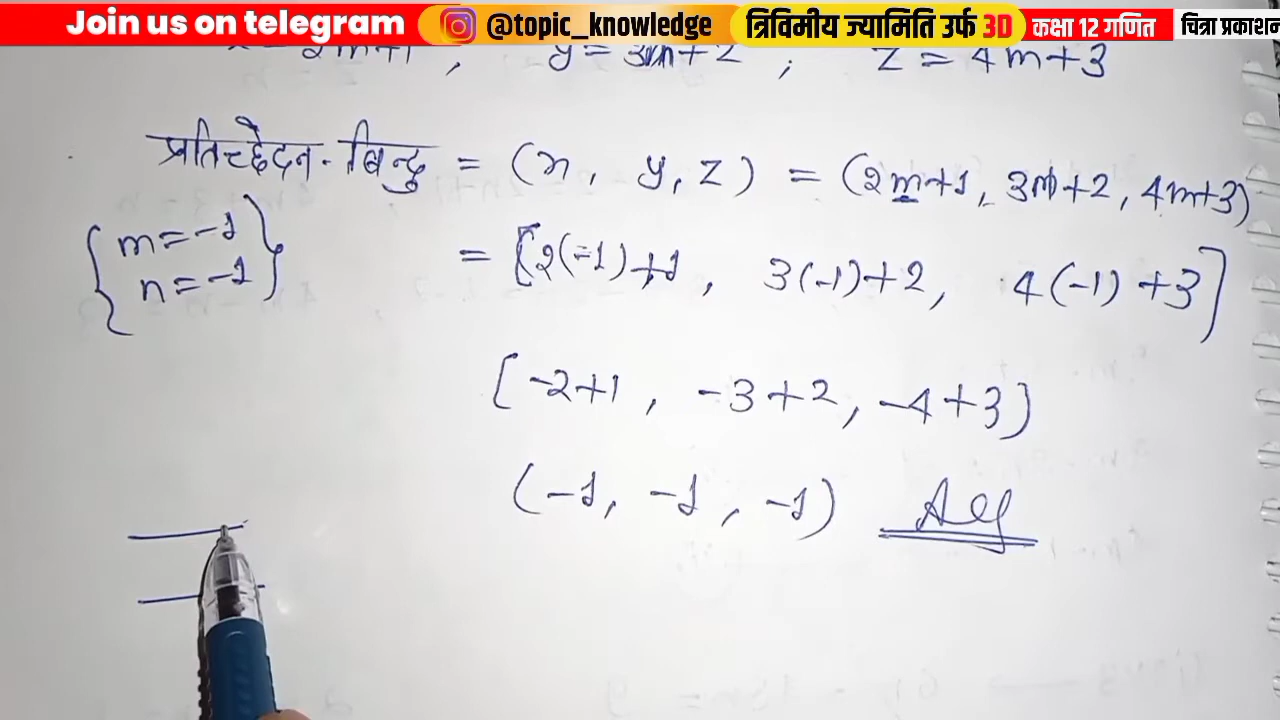 Join us on telegram @topic_knowledge त्रिविमीय ज्यामिति उर्फ 3D कक्षा 12 गणित चित्रा प्रकाशन
x = 2m+1 , y = 3m+2 ; z = 4m+3
प्रतिच्छेदन-बिन्दु = (x, y, z) = (2m+1, 3m+2, 4m+3)
{m=-1 n=-1} = [2(-1)+1, 3(-1)+2, 4(-1)+3]
[-2+1, -3+2, -4+3)
(-1, -1, -1)